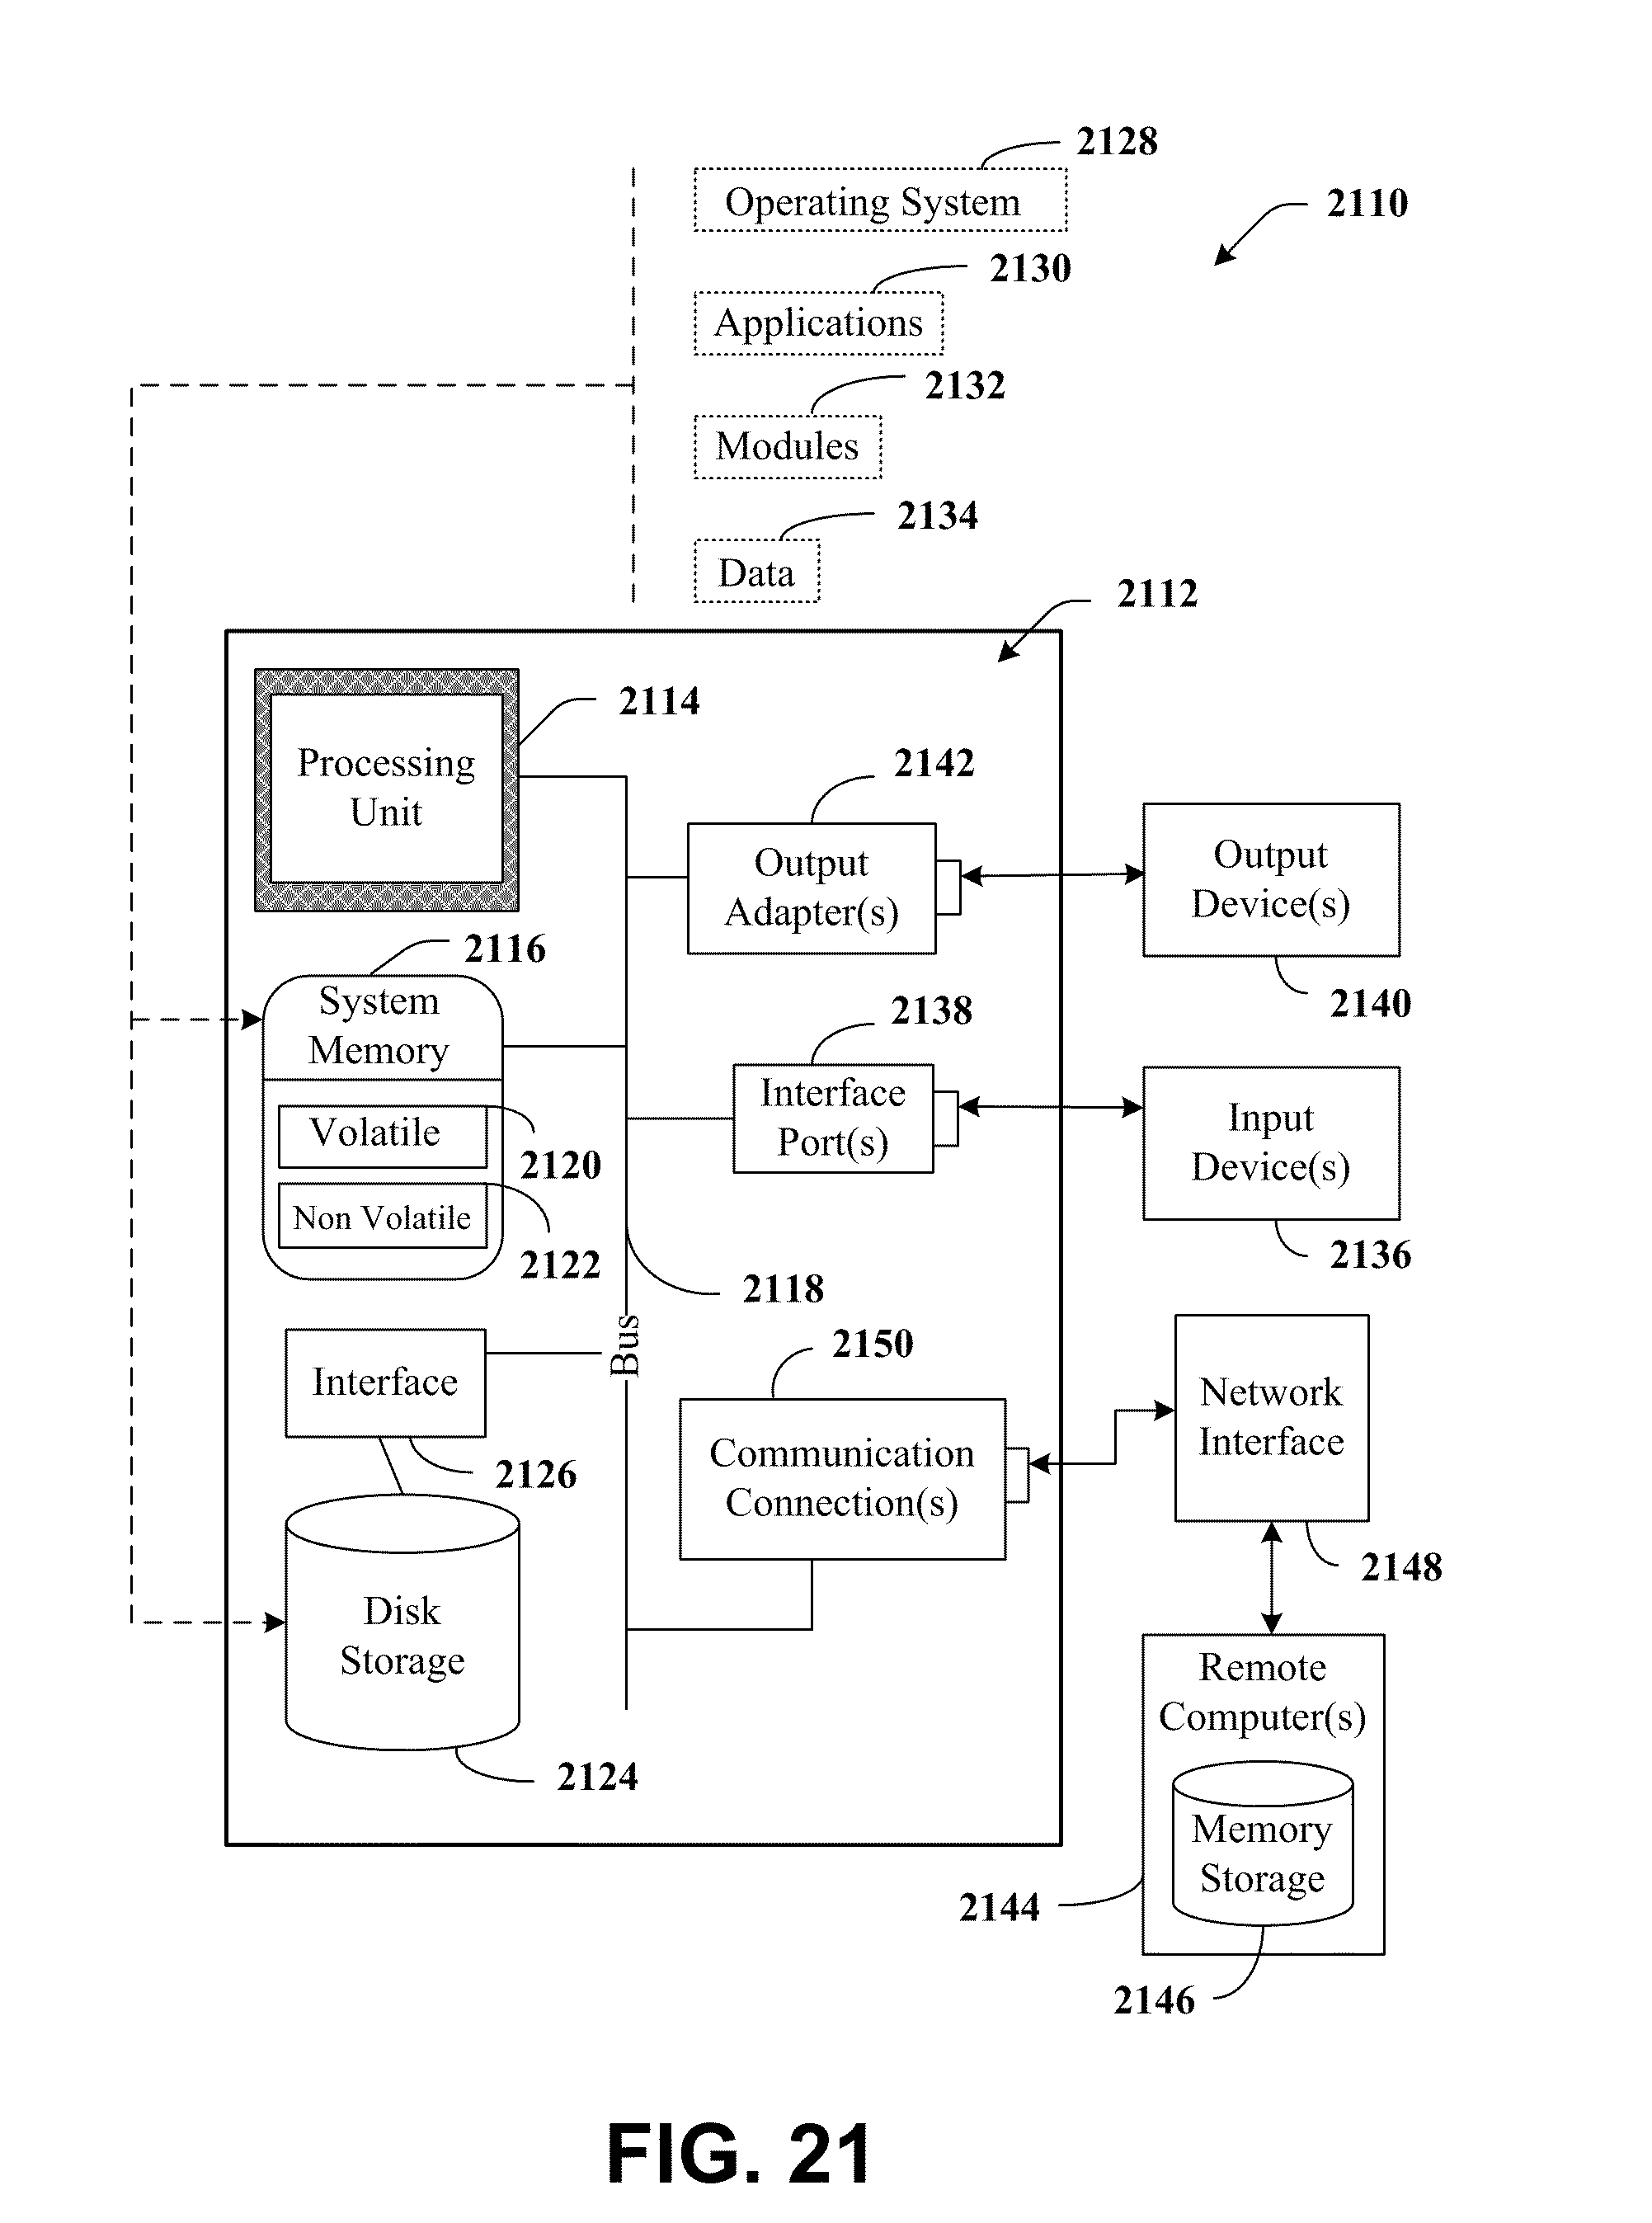 2128
Operating System
2110
2130
Applications
2132
Modules
2134
Data
2112
2114
Processing
Unit
2142
Output
Adapter(s)
Output
Device(s)
2140
2116
System
Memory
2138
Interface
Port(s)
Input
Device(s)
2136
Volatile
2120
Non Volatile
2122
2118
Bus
2150
Interface
2126
Communication
Connection(s)
Network
Interface
2148
Disk
Storage
2124
Remote
Computer(s)
Memory
Storage
2144
2146
FIG. 21